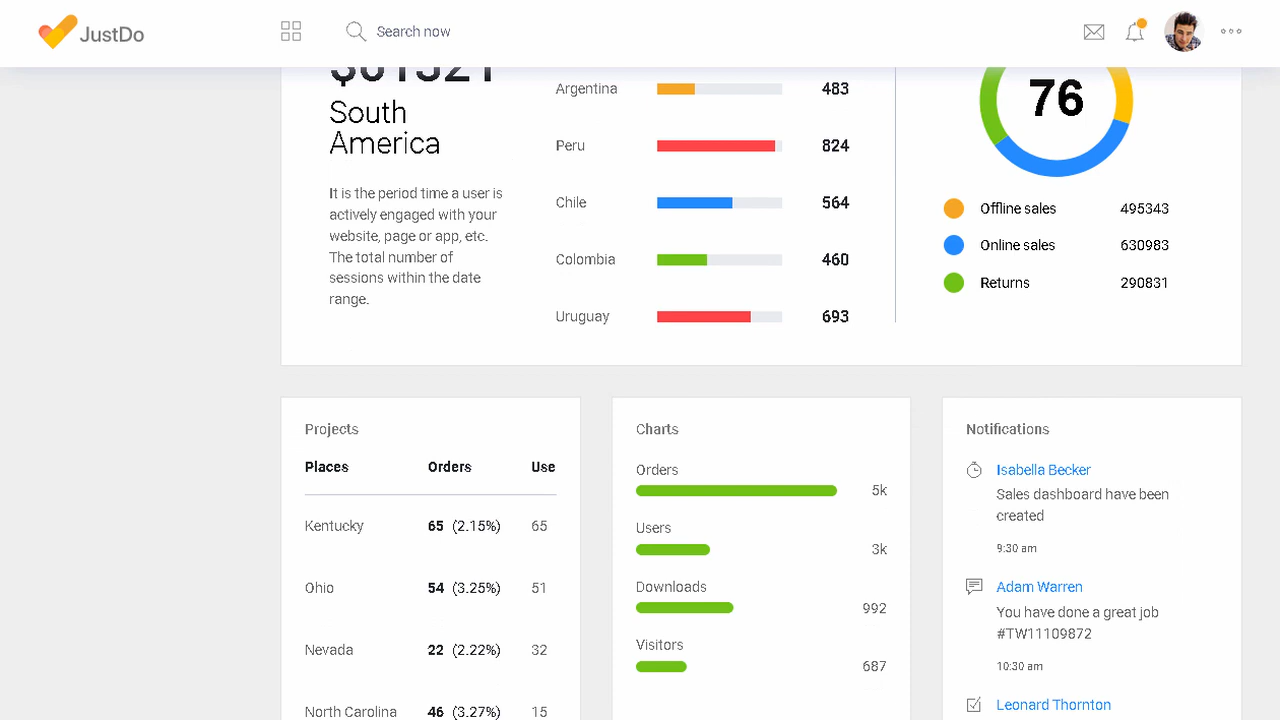 JustDo
Search now
South
America
It is the period time a user is
actively engaged with your
website, page or app, etc.
The total number of
sessions within the date
range.
Argentina 483
Peru 824
Chile 564
Colombia 460
Uruguay 693
76
Offline sales 495343
Online sales 630983
Returns 290831
Projects
Places Orders Use
Kentucky 65 (2.15%) 65
Ohio 54 (3.25%) 51
Nevada 22 (2.22%) 32
North Carolina 46 (3.27%) 15
Charts
Orders
5k
Users
3k
Downloads
992
Visitors
687
Notifications
Isabella Becker
Sales dashboard have been
created
9:30 am
Adam Warren
You have done a great job
#TW11109872
10:30 am
Leonard Thornton